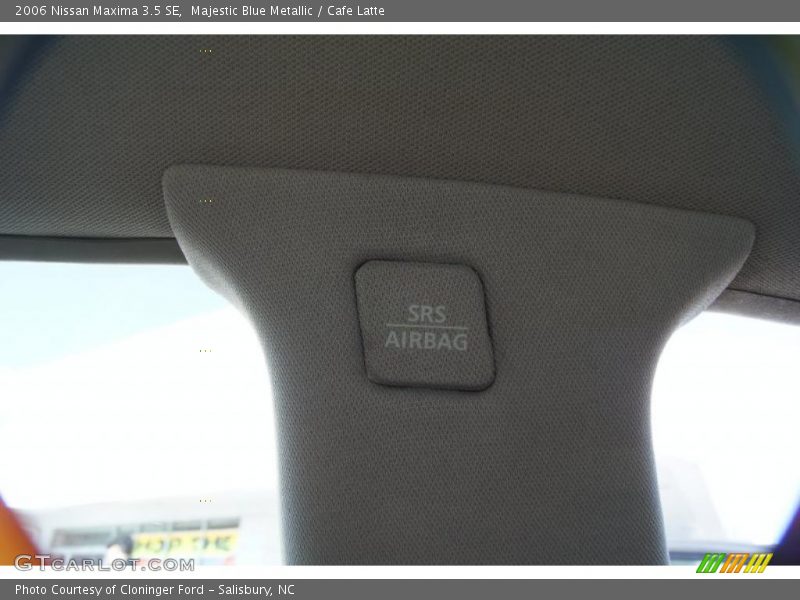 2006 Nissan Maxima 3.5 SE,  Majestic Blue Metallic / Cafe Latte
SRS
AIRBAG
GTCARLOT.COM
Photo Courtesy of Cloninger Ford – Salisbury, NC